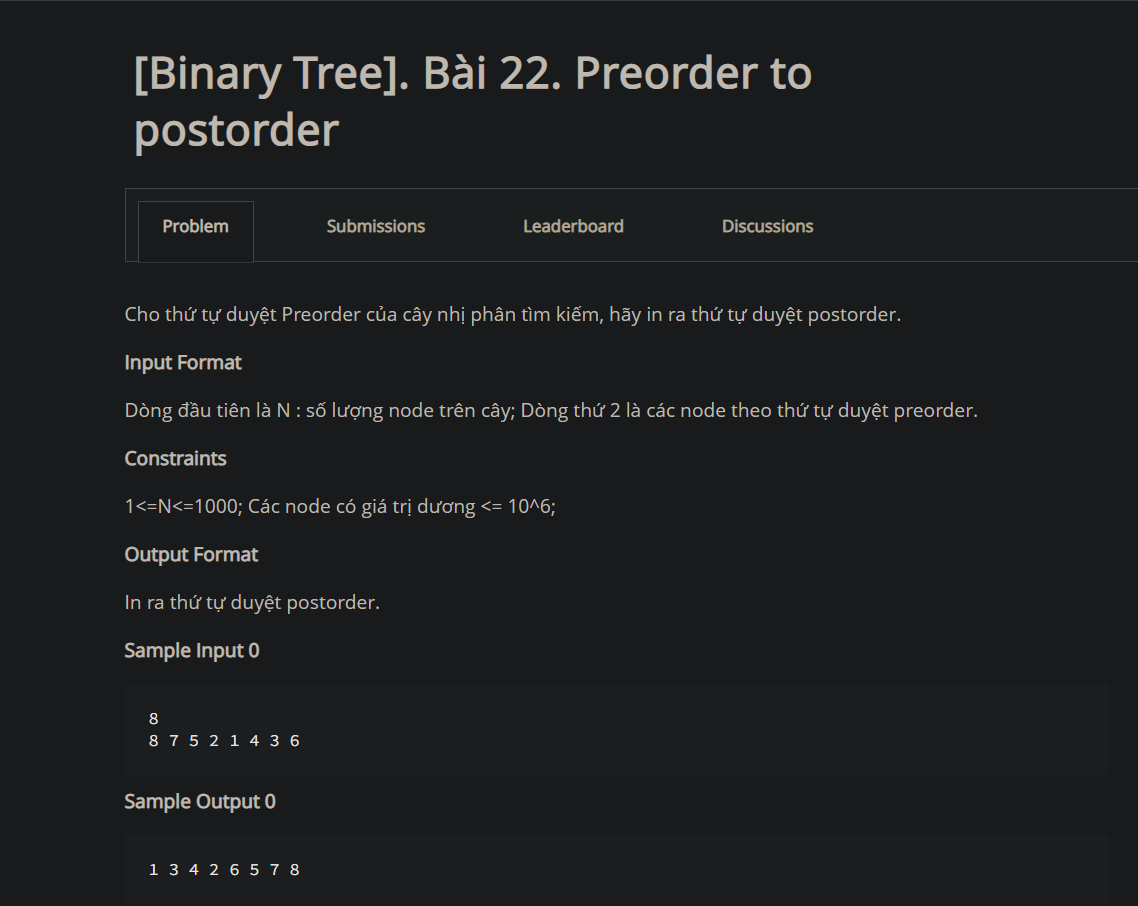 [Binary Tree]. Bài 22. Preorder to
postorder
Problem
Submissions
Leaderboard
Discussions
Cho thứ tự duyệt Preorder của cây nhị phân tìm kiếm, hãy in ra thứ tự duyệt postorder.
Input Format
Dòng đầu tiên là N : số lượng node trên cây; Dòng thứ 2 là các node theo thứ tự duyệt preorder.
Constraints
1<=N<=1000; Các node có giá trị dương <= 10^6;
Output Format
In ra thứ tự duyệt postorder.
Sample Input 0
8
8 7 5 2 1 4 3 6
Sample Output 0
1 3 4 2 6 5 7 8